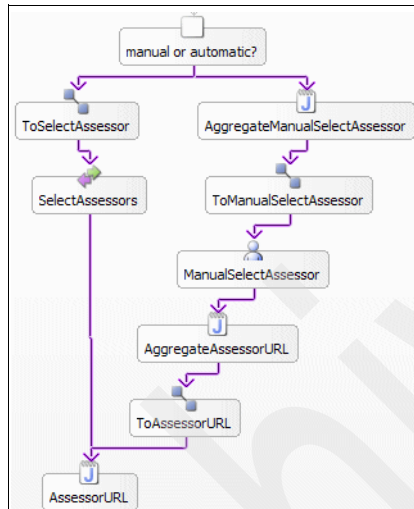 manual or automatic?
ToSelectAssessor
AggregateManualSelectAssessor
SelectAssessors
ToManualSelectAssessor
ManualSelectAssessor
AggregateAssessorURL
ToAssessorURL
AssessorURL